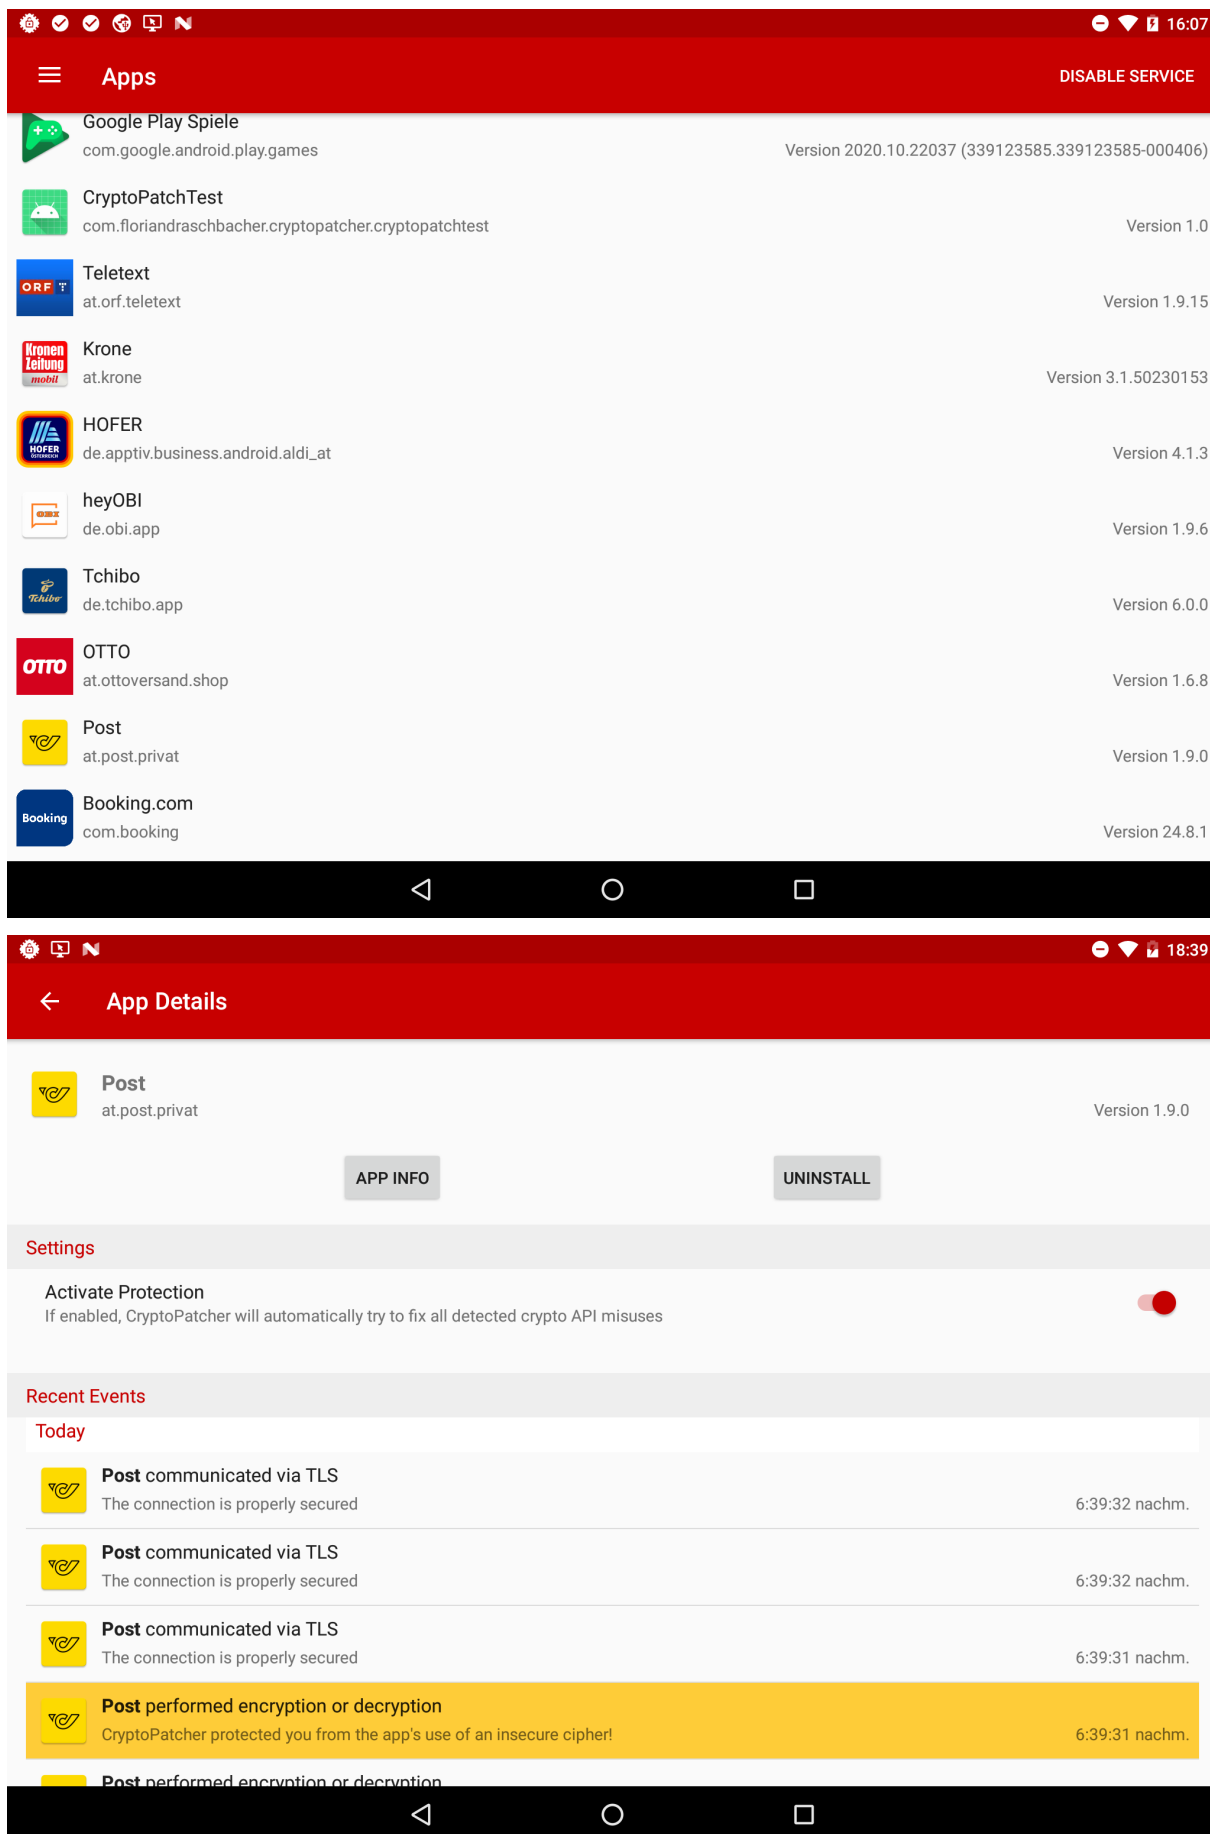 16:07
Apps
DISABLE SERVICE
Google Play Spiele
com.google.android.play.games
Version 2020.10.22037 (339123585.339123585-000406)
CryptoPatchTest
com.floriandraschbacher.cryptopatcher.cryptopatchtest
Version 1.0
ORF T
Teletext
at.orf.teletext
Version 1.9.15
Kronen
Zeitung
mobil
Krone
at.krone
Version 3.1.50230153
HOFER
ÖSTERREICH
HOFER
de.apptiv.business.android.aldi_at
Version 4.1.3
OBI
heyOBI
de.obi.app
Version 1.9.6
Tchibo
Tchibo
de.tchibo.app
Version 6.0.0
OTTO
OTTO
at.ottoversand.shop
Version 1.6.8
Post
at.post.privat
Version 1.9.0
Booking
Booking.com
com.booking
Version 24.8.1
18:39
App Details
Post
at.post.privat
Version 1.9.0
APP INFO
UNINSTALL
Settings
Activate Protection
If enabled, CryptoPatcher will automatically try to fix all detected crypto API misuses
Recent Events
Today
Post communicated via TLS
The connection is properly secured
6:39:32 nachm.
Post communicated via TLS
The connection is properly secured
6:39:32 nachm.
Post communicated via TLS
The connection is properly secured
6:39:31 nachm.
Post performed encryption or decryption
CryptoPatcher protected you from the app's use of an insecure cipher!
6:39:31 nachm.
Post performed encryption or decryption